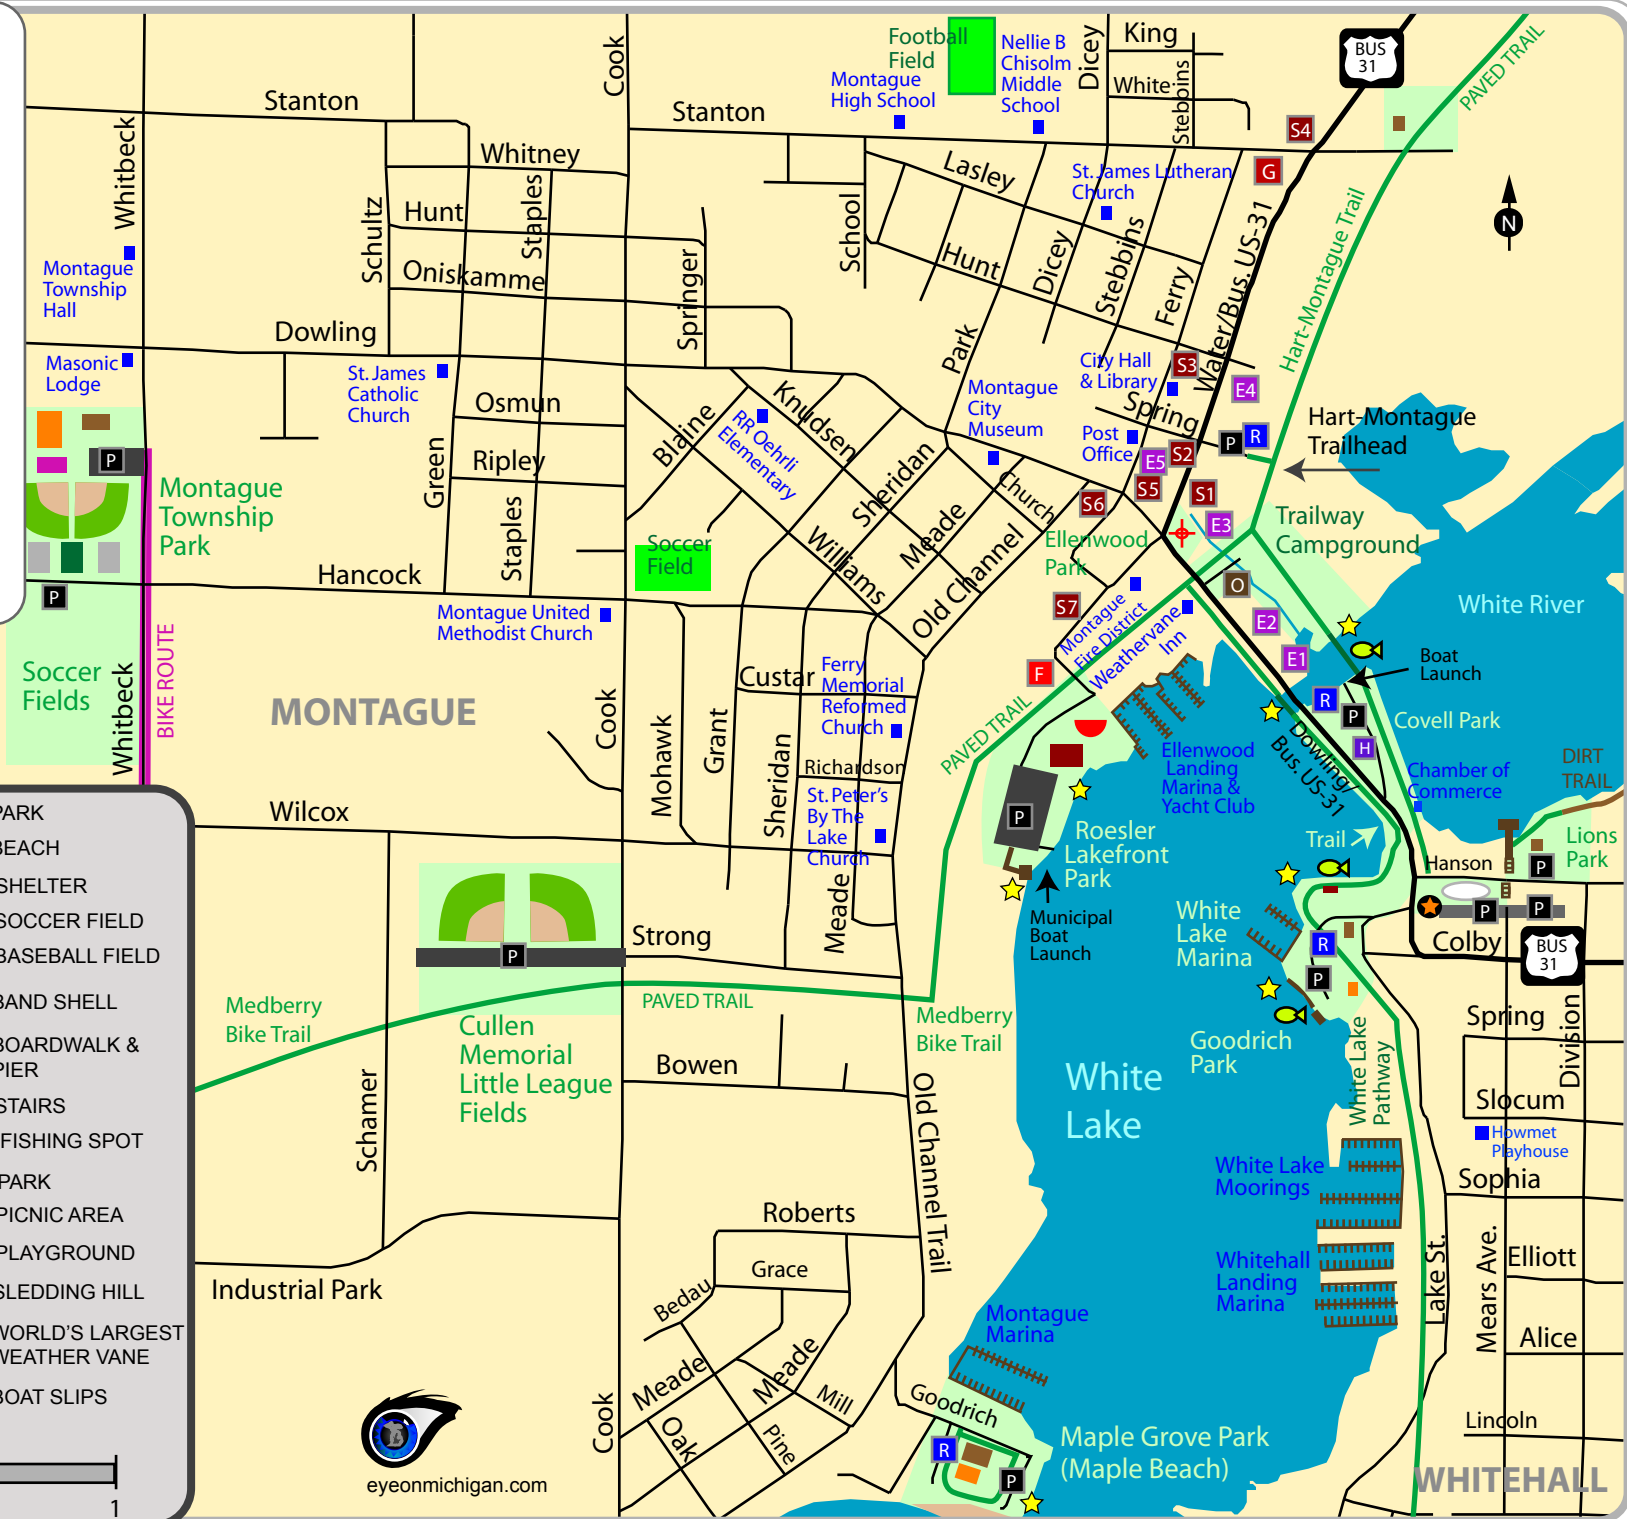 Football
Field
Nellie B
Chisolm
Middle
School
Montague
High School
Dicey
King
White
Stebbins
BUS
31
PAVED TRAIL
Cook
Stanton
Stanton
S4
Whitbeck
Whitney
Lasley
St. James Lutheran
Church
G
Schultz
Hunt
Staples
School
Hunt
Dicey
Stebbins
Ferry
Water/Bus. US-31
Hart-Montague Trail
N
Montague
Township
Hall
Oniskamme
Springer
Dowling
Park
Masonic
Lodge
St. James
Catholic
Church
City Hall
& Library
S3
E4
Osmun
Blaine
RR Oehrli
Elementary
Knudsen
Montague
City
Museum
Spring
Post
Office
E5
S2
P
R
Hart-Montague
Trailhead
P
Green
Ripley
Sheridan
Church
S6
S5
S1
E3
Montague
Township
Park
Staples
Soccer
Field
Williams
Meade
Old Channel
Ellenwood
Park
Trailway
Campground
Hancock
P
Montague United
Methodist Church
S7
Montague
Fire District
Weathervane
Inn
O
E2
E1
White River
Boat
Launch
Soccer
Fields
Whitbeck
BIKE ROUTE
MONTAGUE
Cook
Mohawk
Grant
Custar
Ferry
Memorial
Reformed
Church
F
PAVED TRAIL
R
P
H
Covell Park
Dowling/
Bus. US-31
Ellenwood
Landing
Marina &
Yacht Club
Chamber of
Commerce
DIRT
TRAIL
Sheridan
Richardson
St. Peter's
By The
Lake
Church
P
Roesler
Lakefront
Park
Trail
Hanson
Lions
Park
P
Wilcox
Meade
Municipal
Boat
Launch
White
Lake
Marina
R
P
P
P
Colby
BUS
31
P
Strong
PAVED TRAIL
Medberry
Bike Trail
Cullen
Memorial
Little League
Fields
Medberry
Bike Trail
Goodrich
Park
White Lake
Pathway
Spring
Division
Bowen
White
Lake
Slocum
Howmet
Playhouse
Schamer
Old Channel Trail
White Lake
Moorings
Sophia
Roberts
Grace
Whitehall
Landing
Marina
Lake St.
Mears Ave.
Elliott
Industrial Park
Bedau
Montague
Marina
Alice
Meade
Meade
Mill
Goodrich
Cook
Oak
Pine
R
P
Maple Grove Park
(Maple Beach)
Lincoln
WHITEHALL
eyeonmichigan.com
PARK
BEACH
SHELTER
SOCCER FIELD
BASEBALL FIELD
BAND SHELL
BOARDWALK &
PIER
STAIRS
FISHING SPOT
PARK
PICNIC AREA
PLAYGROUND
SLEDDING HILL
WORLD'S LARGEST
WEATHER VANE
BOAT SLIPS
1